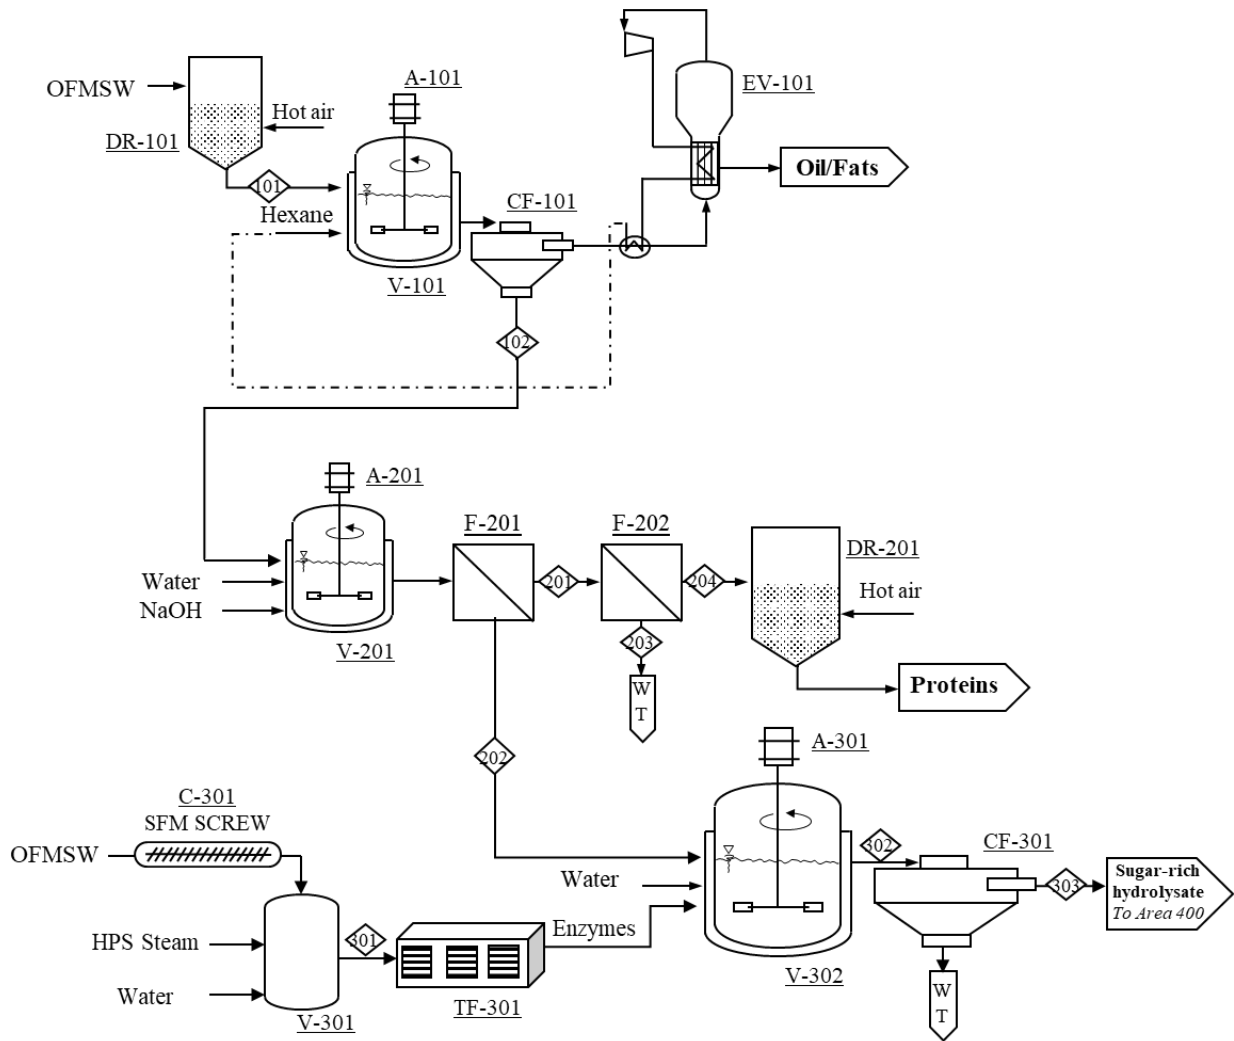 A-101
EV-101
OFMSW
Hot air
DR-101
Oil/Fats
101
CF-101
Hexane
V-101
102
A-201
F-201
F-202
DR-201
Water
201
204
Hot air
NaOH
203
V-201
Proteins
W
T
202
A-301
C-301
SFM SCREW
OFMSW
302
CF-301
Water
303
Sugar-rich
hydrolysate
To Area 400
Enzymes
HPS Steam
301
V-302
Water
TF-301
V-301
W
T